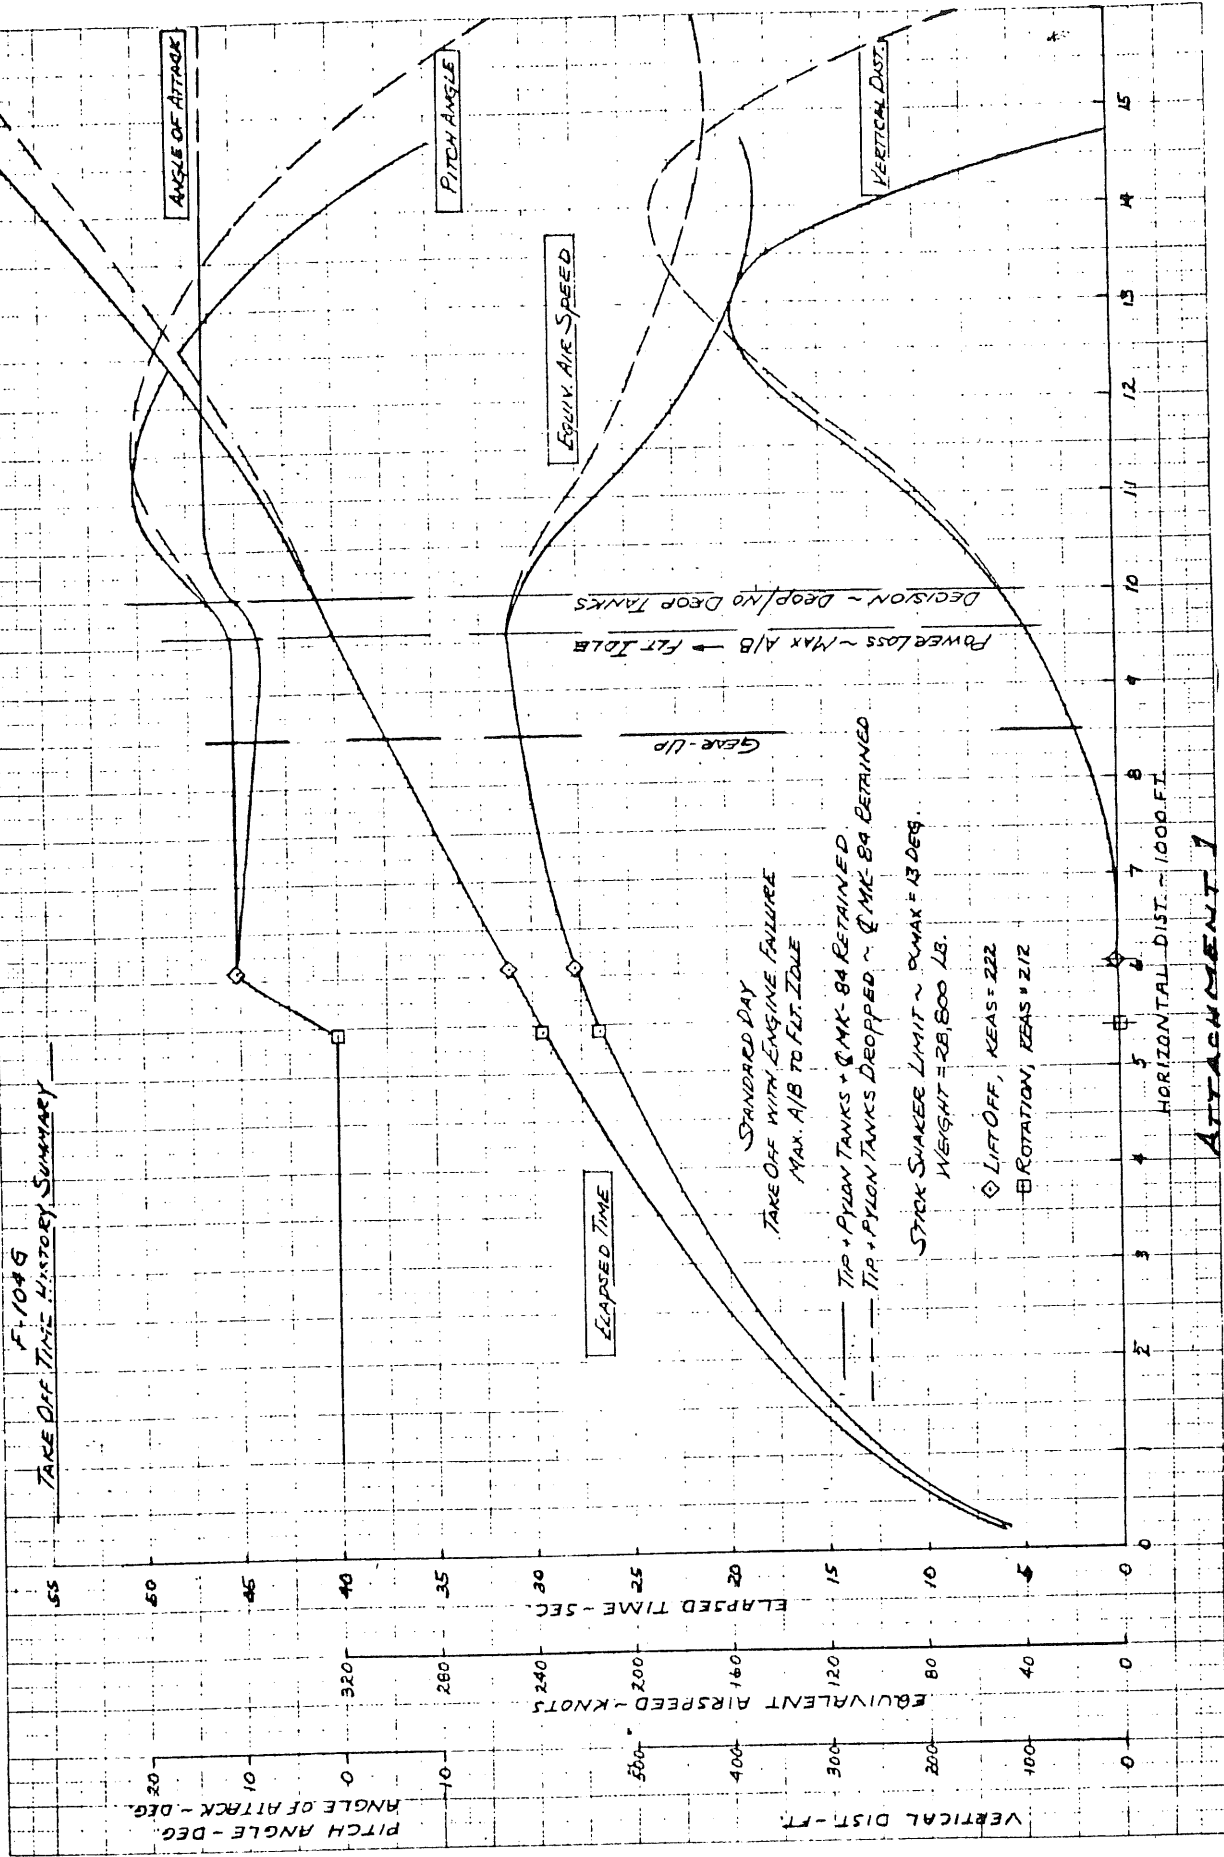 F-104G
TAKE OFF TIME HISTORY SUMMARY
ANGLE OF ATTACK
PITCH ANGLE
EQUIV. AIR SPEED
VERTICAL DIST.
ELAPSED TIME
GEAR-UP
POWER LOSS ~ MAX A/B → FLT IDLE
DECISION ~ DROP/NO DROP TANKS
STANDARD DAY
TAKE OFF WITH ENGINE FAILURE
MAX. A/B TO FLT. IDLE
TIP + PYLON TANKS + ℄ MK-84 RETAINED
TIP + PYLON TANKS DROPPED ~ ℄ MK-84 RETAINED
STICK SHAKER LIMIT ~ αMAX = 13 DEG.
WEIGHT = 28,800 LB.
◇ LIFT OFF, KEAS = 222
⊟ ROTATION, KEAS = 212
PITCH ANGLE - DEG
ANGLE OF ATTACK ~ DEG.
20 10 0 -10
VERTICAL DIST.-FT.
500 400 300 200 100 0
EQUIVALENT AIRSPEED ~ KNOTS
320 280 240 200 160 120 80 40 0
ELAPSED TIME ~ SEC.
55 50 45 40 35 30 25 20 15 10 5 0
0 1 2 3 4 5 6 7 8 9 10 11 12 13 14 15
HORIZONTAL DIST. ~ 1000 FT.
ATTACHMENT 1